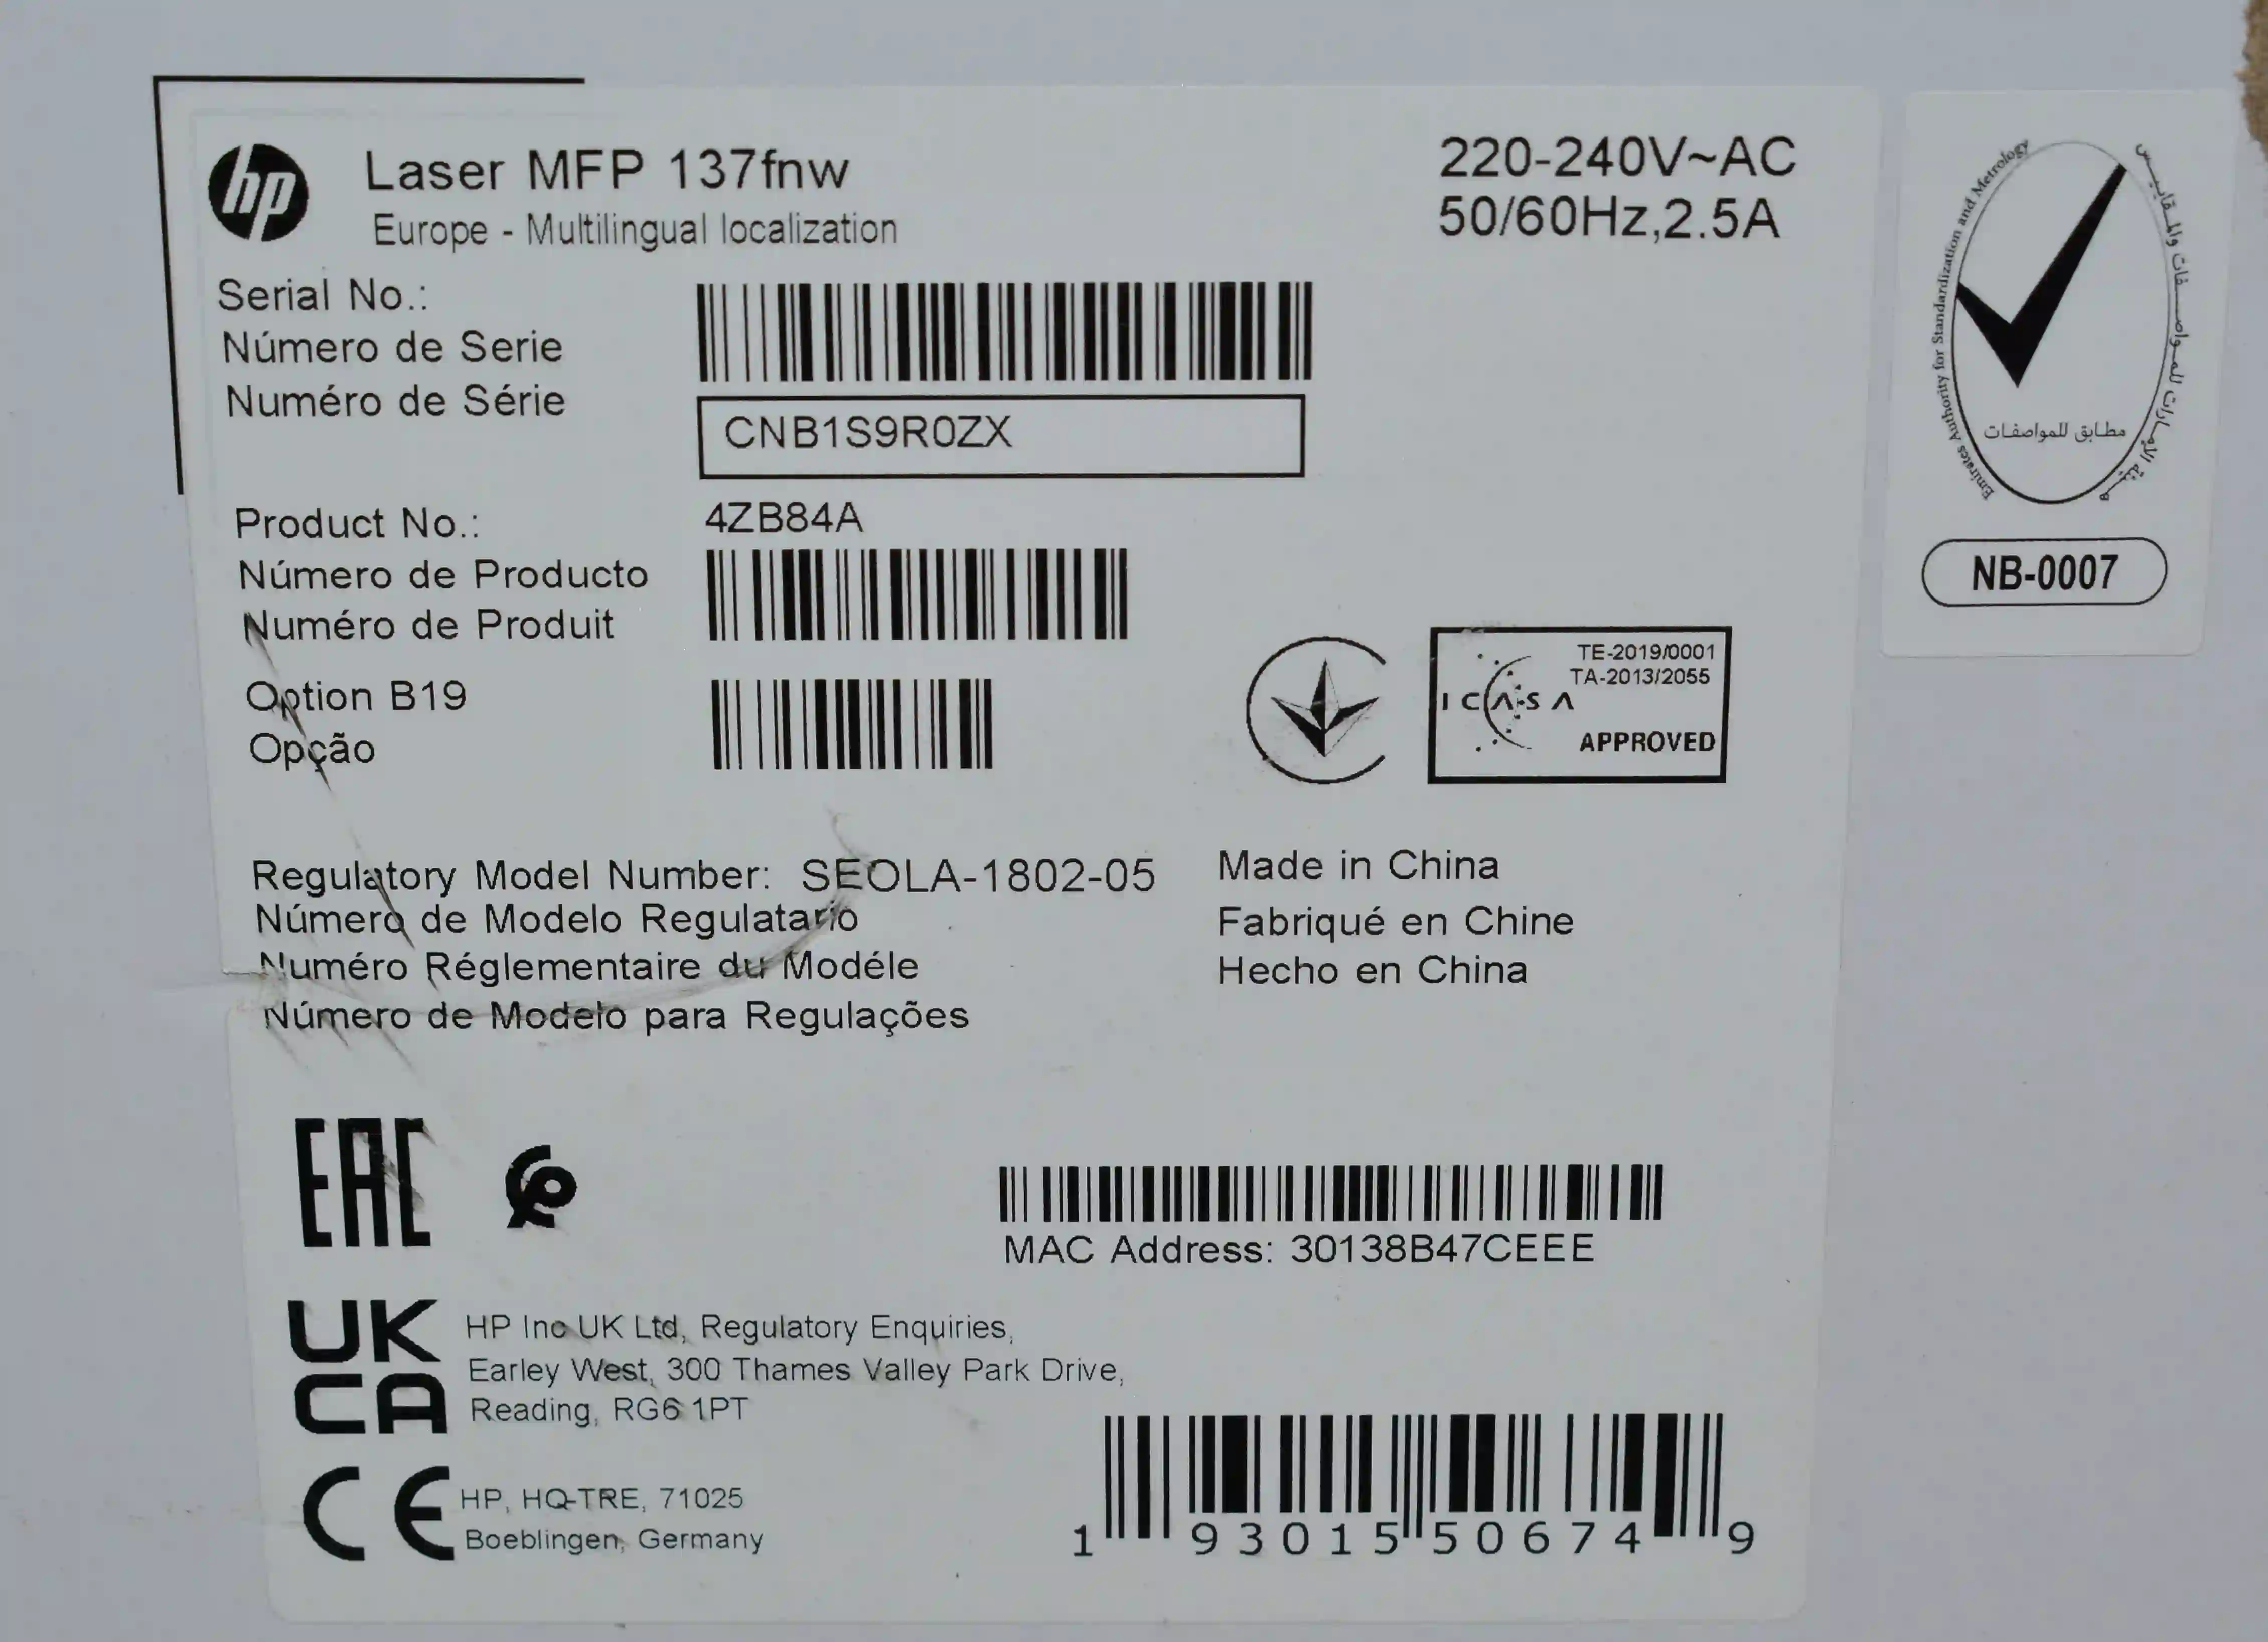 hp
Laser MFP 137fnw
Europe - Multilingual localization
220-240V~AC
50/60Hz,2.5A
Serial No.:
Número de Serie
Numéro de Série
CNB1S9R0ZX
Product No.:
Número de Producto
Numéro de Produit
4ZB84A
Option B19
Opção
ICASA
TE-2019/0001
TA-2013/2055
APPROVED
Regulatory Model Number: SEOLA-1802-05
Número de Modelo Regulatario
Numéro Réglementaire du Modéle
Número de Modelo para Regulações
Made in China
Fabriqué en Chine
Hecho en China
EAC
MAC Address: 30138B47CEEE
UK
CA
HP Inc UK Ltd, Regulatory Enquiries,
Earley West, 300 Thames Valley Park Drive,
Reading, RG6 1PT
CE
HP, HQ-TRE, 71025
Boeblingen, Germany
1 93015 50674 9
Emirates Authority for Standardization and Metrology
هيئة الإمارات للمواصفات والمقاييس
مطابق للمواصفات
NB-0007